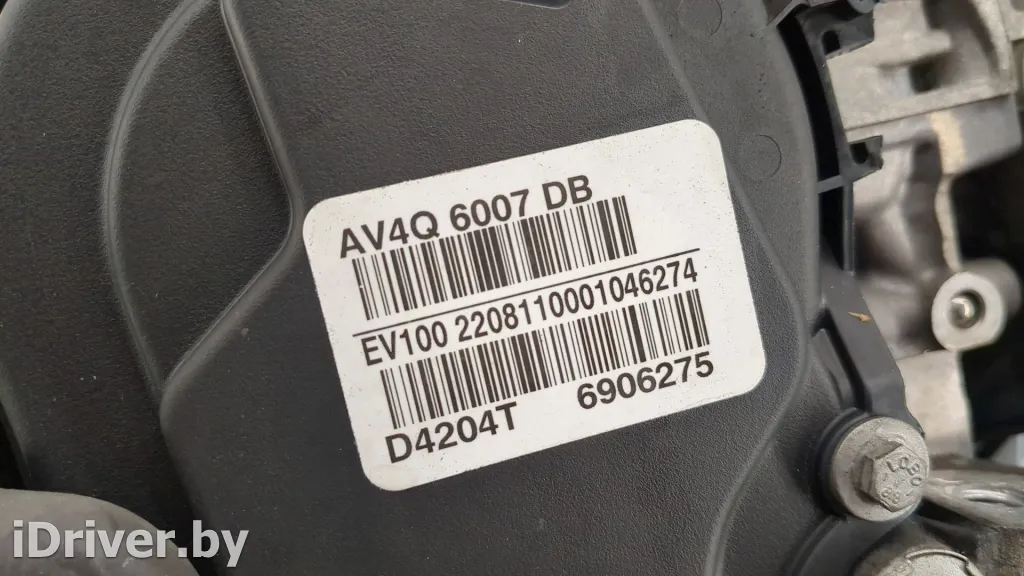 AV4Q 6007 DB
EV100 2208110001046274
D4204T 6906275
iDriver.by